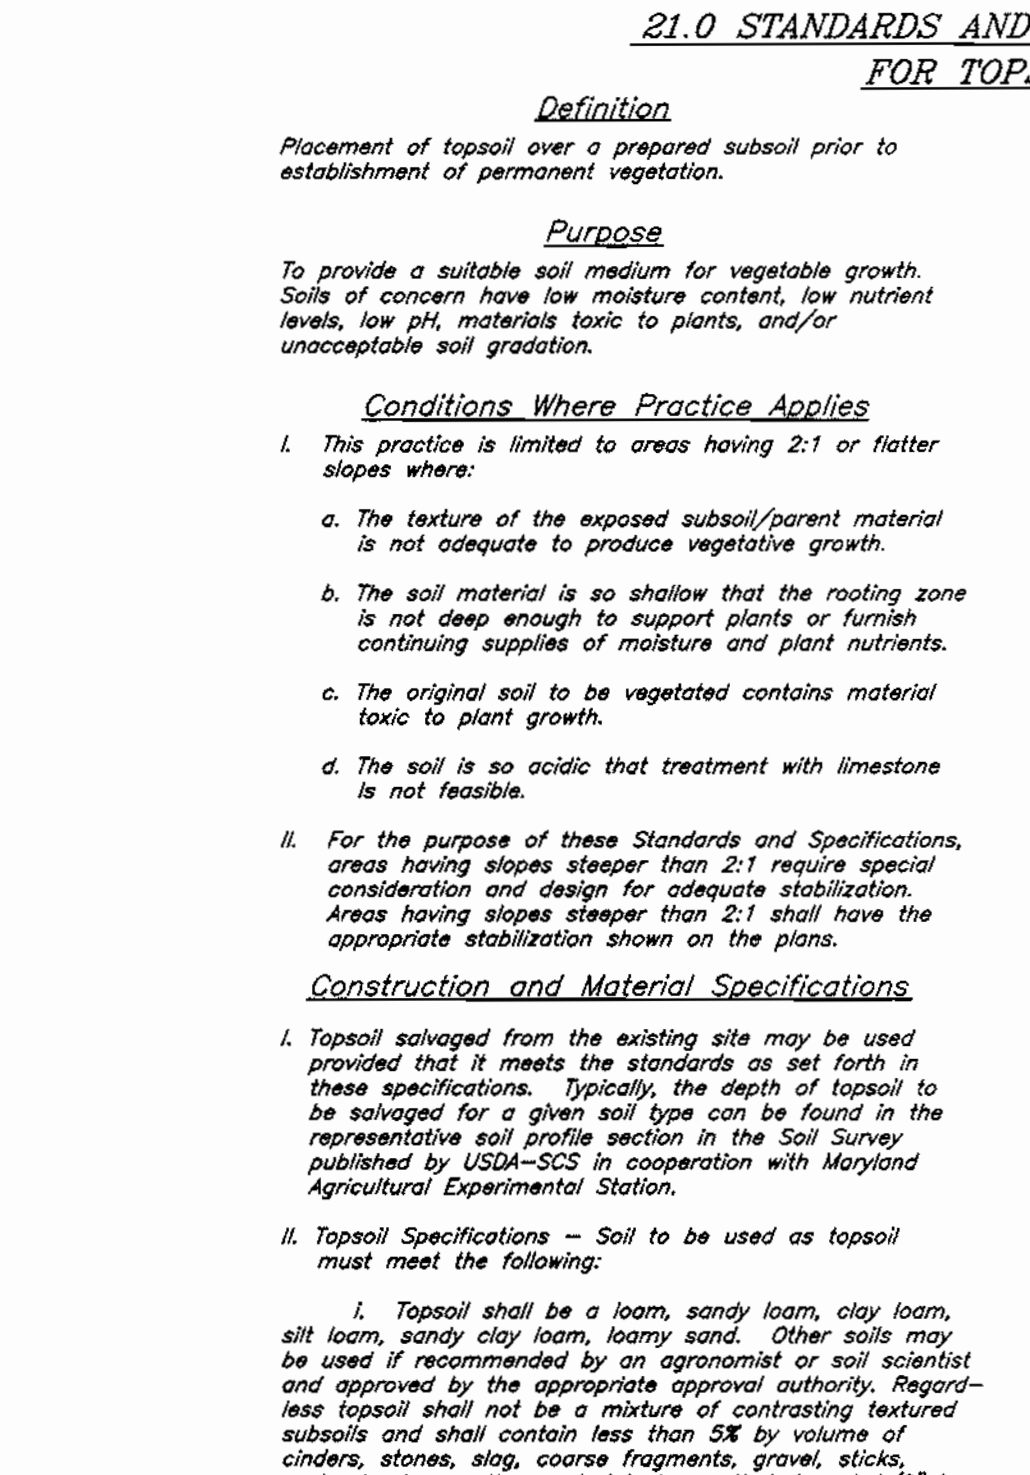 21.0 STANDARDS AND
FOR TOP
Definition
Placement of topsoil over a prepared subsoil prior to
establishment of permanent vegetation.
Purpose
To provide a suitable soil medium for vegetable growth.
Soils of concern have low moisture content, low nutrient
levels, low pH, materials toxic to plants, and/or
unacceptable soil gradation.
Conditions Where Practice Applies
I. This practice is limited to areas having 2:1 or flatter
slopes where:
a. The texture of the exposed subsoil/parent material
is not adequate to produce vegetative growth.
b. The soil material is so shallow that the rooting zone
is not deep enough to support plants or furnish
continuing supplies of moisture and plant nutrients.
c. The original soil to be vegetated contains material
toxic to plant growth.
d. The soil is so acidic that treatment with limestone
is not feasible.
II. For the purpose of these Standards and Specifications,
areas having slopes steeper than 2:1 require special
consideration and design for adequate stabilization.
Areas having slopes steeper than 2:1 shall have the
appropriate stabilization shown on the plans.
Construction and Material Specifications
I. Topsoil salvaged from the existing site may be used
provided that it meets the standards as set forth in
these specifications. Typically, the depth of topsoil to
be salvaged for a given soil type can be found in the
representative soil profile section in the Soil Survey
published by USDA-SCS in cooperation with Maryland
Agricultural Experimental Station.
II. Topsoil Specifications - Soil to be used as topsoil
must meet the following:
i. Topsoil shall be a loam, sandy loam, clay loam,
silt loam, sandy clay loam, loamy sand. Other soils may
be used if recommended by an agronomist or soil scientist
and approved by the appropriate approval authority. Regard-
less topsoil shall not be a mixture of contrasting textured
subsoils and shall contain less than 5% by volume of
cinders, stones, slag, coarse fragments, gravel, sticks,